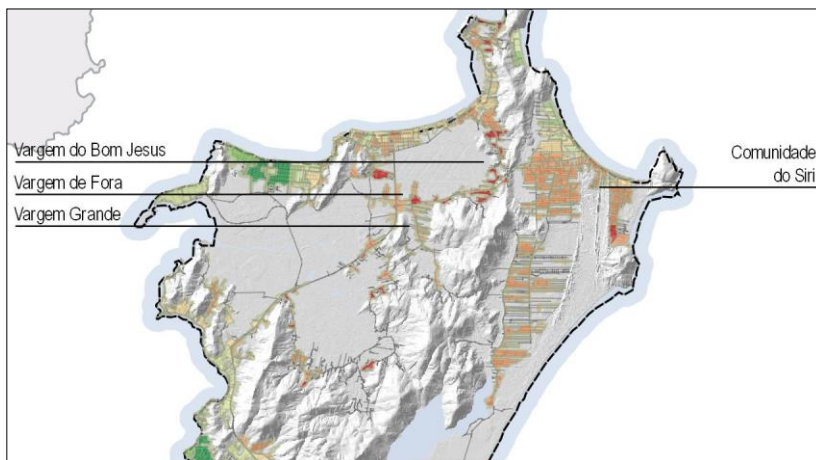 Vargem do Bom Jesus
Vargem de Fora
Vargem Grande
Comunidade
do Siri